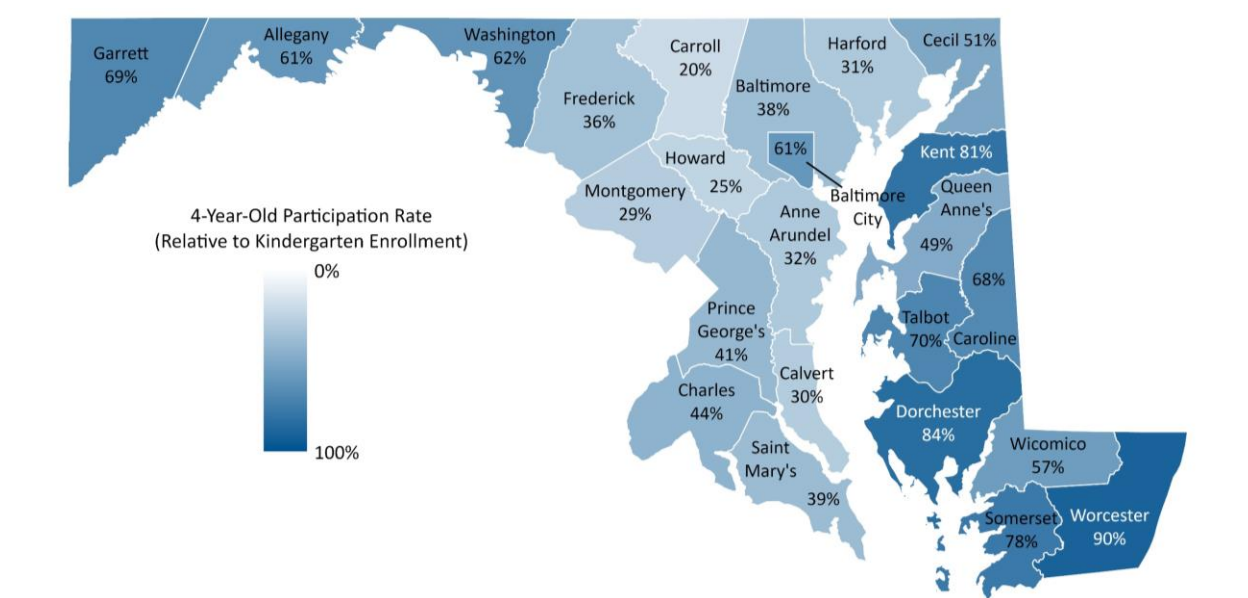 Garrett
69%
Allegany
61%
Washington
62%
Frederick
36%
Carroll
20%
Baltimore
38%
Harford
31%
Cecil 51%
61%
Baltimore
City
Howard
25%
Montgomery
29%
Anne
Arundel
32%
Kent 81%
Queen
Anne's
49%
68%
Caroline
Talbot
70%
4-Year-Old Participation Rate
(Relative to Kindergarten Enrollment)
0%
100%
Prince
George's
41%
Charles
44%
Calvert
30%
Saint
Mary's
39%
Dorchester
84%
Wicomico
57%
Somerset
78%
Worcester
90%